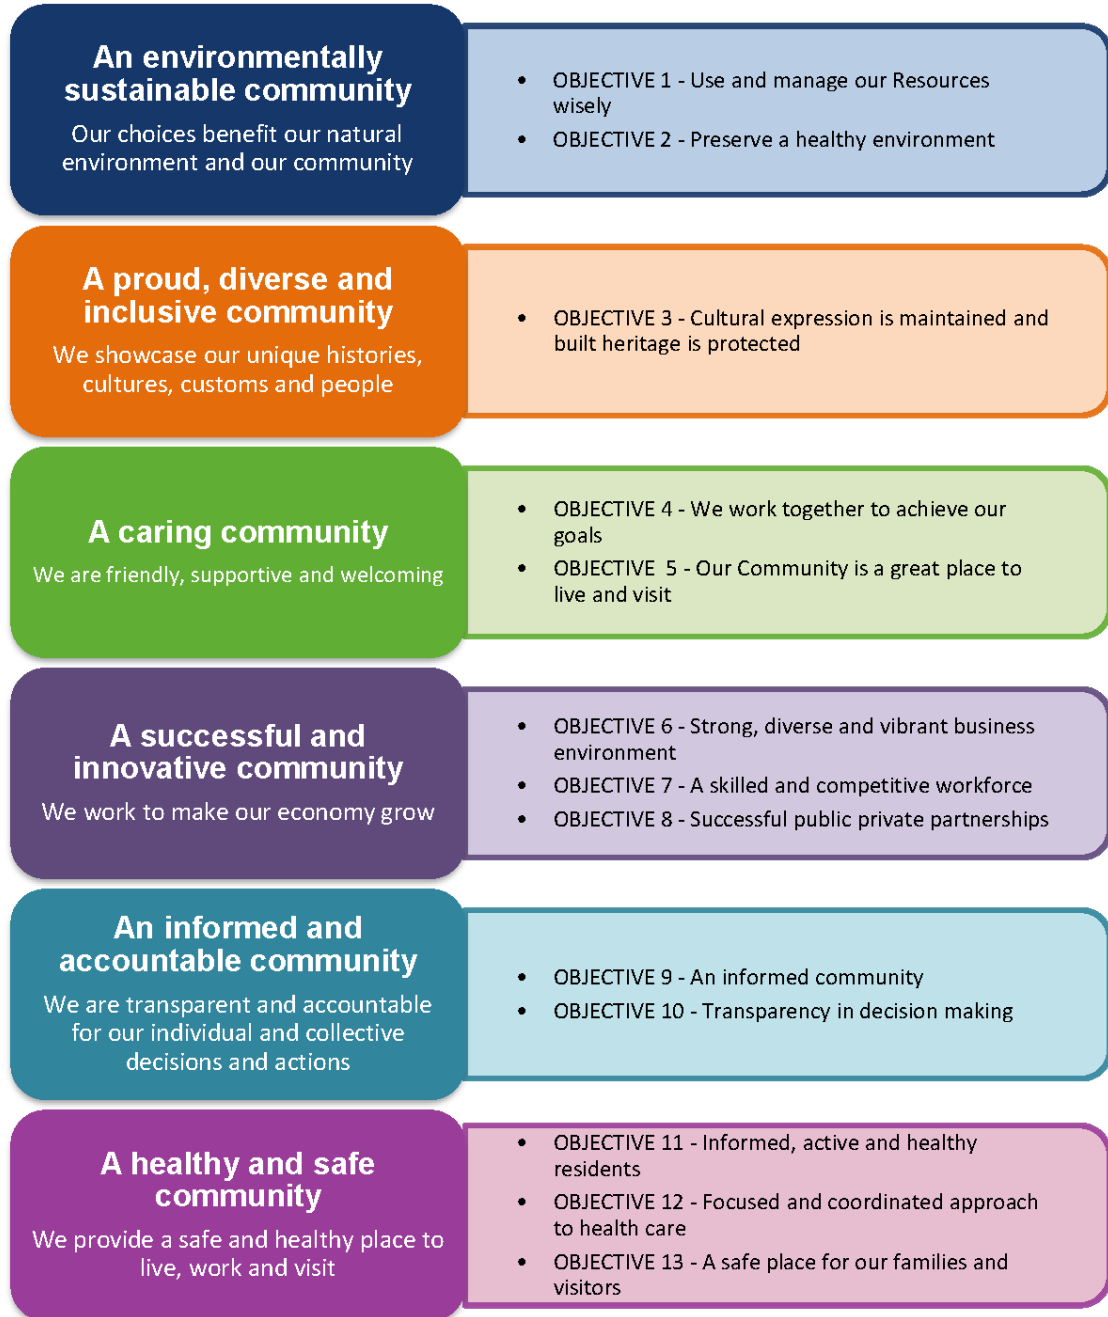 An environmentally
sustainable community
Our choices benefit our natural
environment and our community
• OBJECTIVE 1 - Use and manage our Resources
wisely
• OBJECTIVE 2 - Preserve a healthy environment
A proud, diverse and
inclusive community
We showcase our unique histories,
cultures, customs and people
• OBJECTIVE 3 - Cultural expression is maintained and
built heritage is protected
A caring community
We are friendly, supportive and welcoming
• OBJECTIVE 4 - We work together to achieve our
goals
• OBJECTIVE  5 - Our Community is a great place to
live and visit
A successful and
innovative community
We work to make our economy grow
• OBJECTIVE 6 - Strong, diverse and vibrant business
environment
• OBJECTIVE 7 - A skilled and competitive workforce
• OBJECTIVE 8 - Successful public private partnerships
An informed and
accountable community
We are transparent and accountable
for our individual and collective
decisions and actions
• OBJECTIVE 9 - An informed community
• OBJECTIVE 10 - Transparency in decision making
A healthy and safe
community
We provide a safe and healthy place to
live, work and visit
• OBJECTIVE 11 - Informed, active and healthy
residents
• OBJECTIVE 12 - Focused and coordinated approach
to health care
• OBJECTIVE 13 - A safe place for our families and
visitors